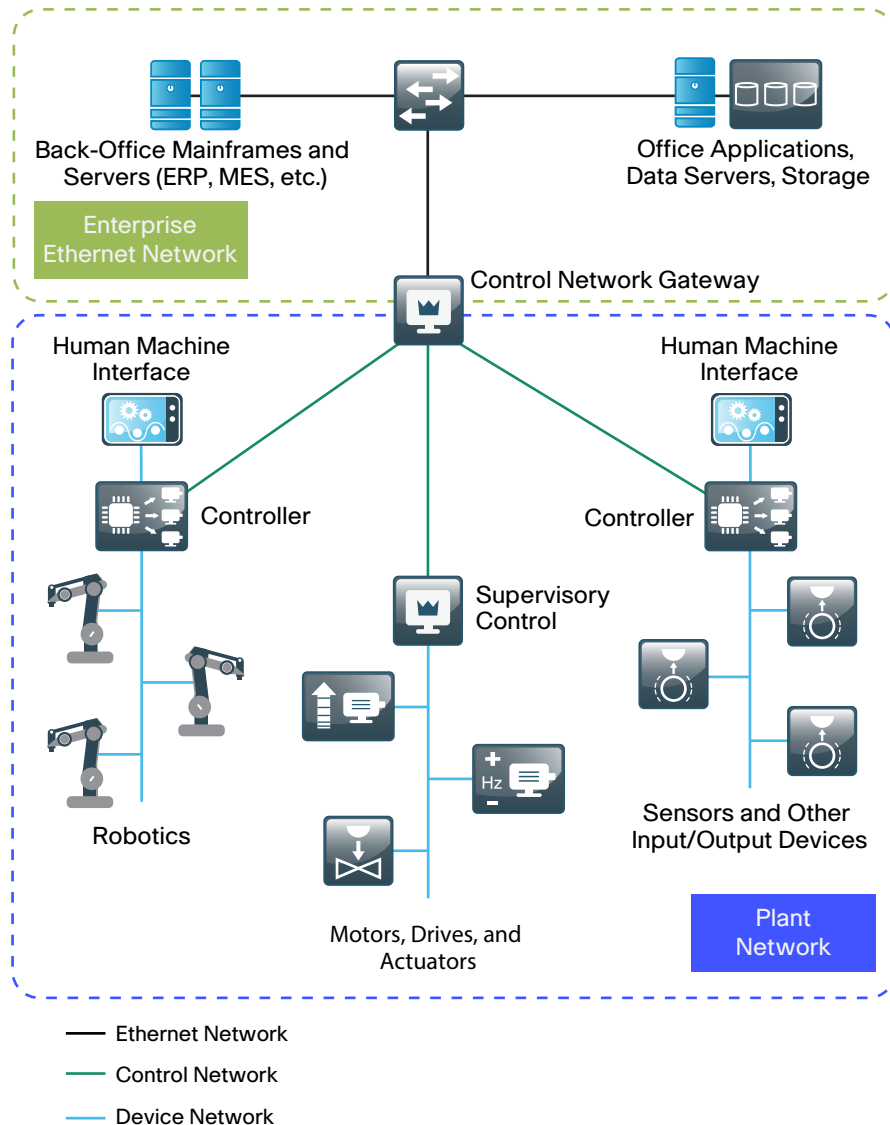 Back-Office Mainframes and
Servers (ERP, MES, etc.)
Office Applications,
Data Servers, Storage
Enterprise
Ethernet Network
Control Network Gateway
Human Machine
Interface
Human Machine
Interface
Controller
Controller
Supervisory
Control
+
Hz
-
Robotics
Sensors and Other
Input/Output Devices
Motors, Drives, and
Actuators
Plant
Network
Ethernet Network
Control Network
Device Network